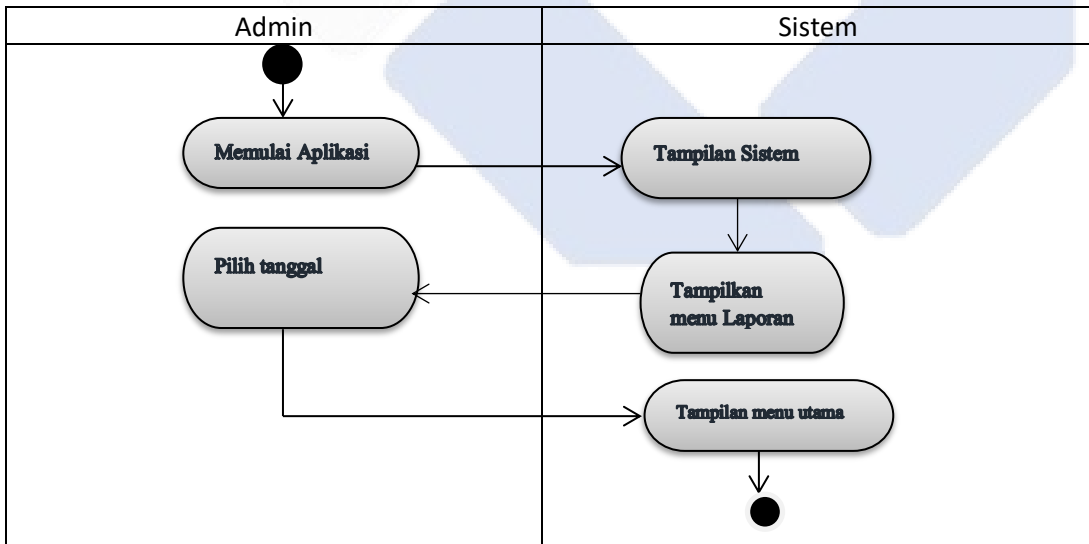 Admin
Sistem
Memulai Aplikasi
Tampilan Sistem
Pilih tanggal
Tampilkan
menu Laporan
Tampilan menu utama